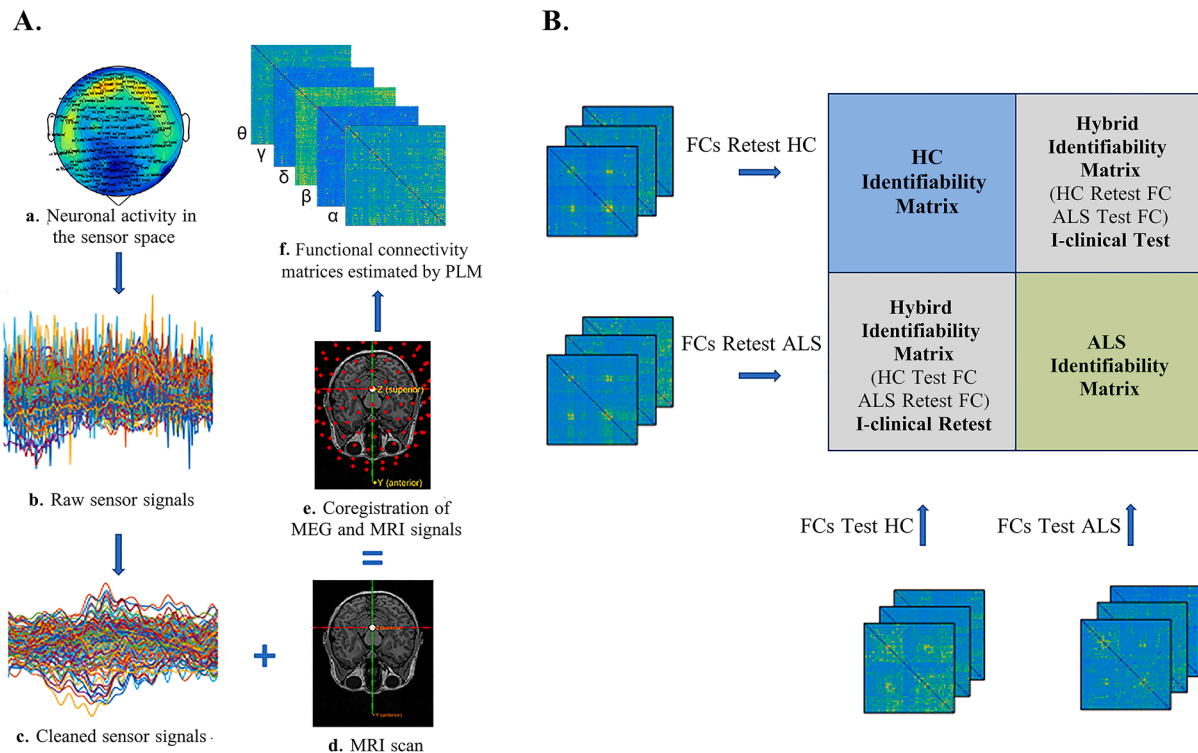 A.
a. Neuronal activity in
the sensor space
b. Raw sensor signals
c. Cleaned sensor signals
+
Z (superior)
Y (anterior)
d. MRI scan
=
Z (superior)
Y (anterior)
e. Coregistration of
MEG and MRI signals
θ
γ
δ
β
α
f. Functional connectivity
matrices estimated by PLM
B.
FCs Retest HC
FCs Retest ALS
HC
Identifiability
Matrix
Hybrid
Identifiability
Matrix
(HC Retest FC
ALS Test FC)
I-clinical Test
Hybird
Identifiability
Matrix
(HC Test FC
ALS Retest FC)
I-clinical Retest
ALS
Identifiability
Matrix
FCs Test HC
FCs Test ALS